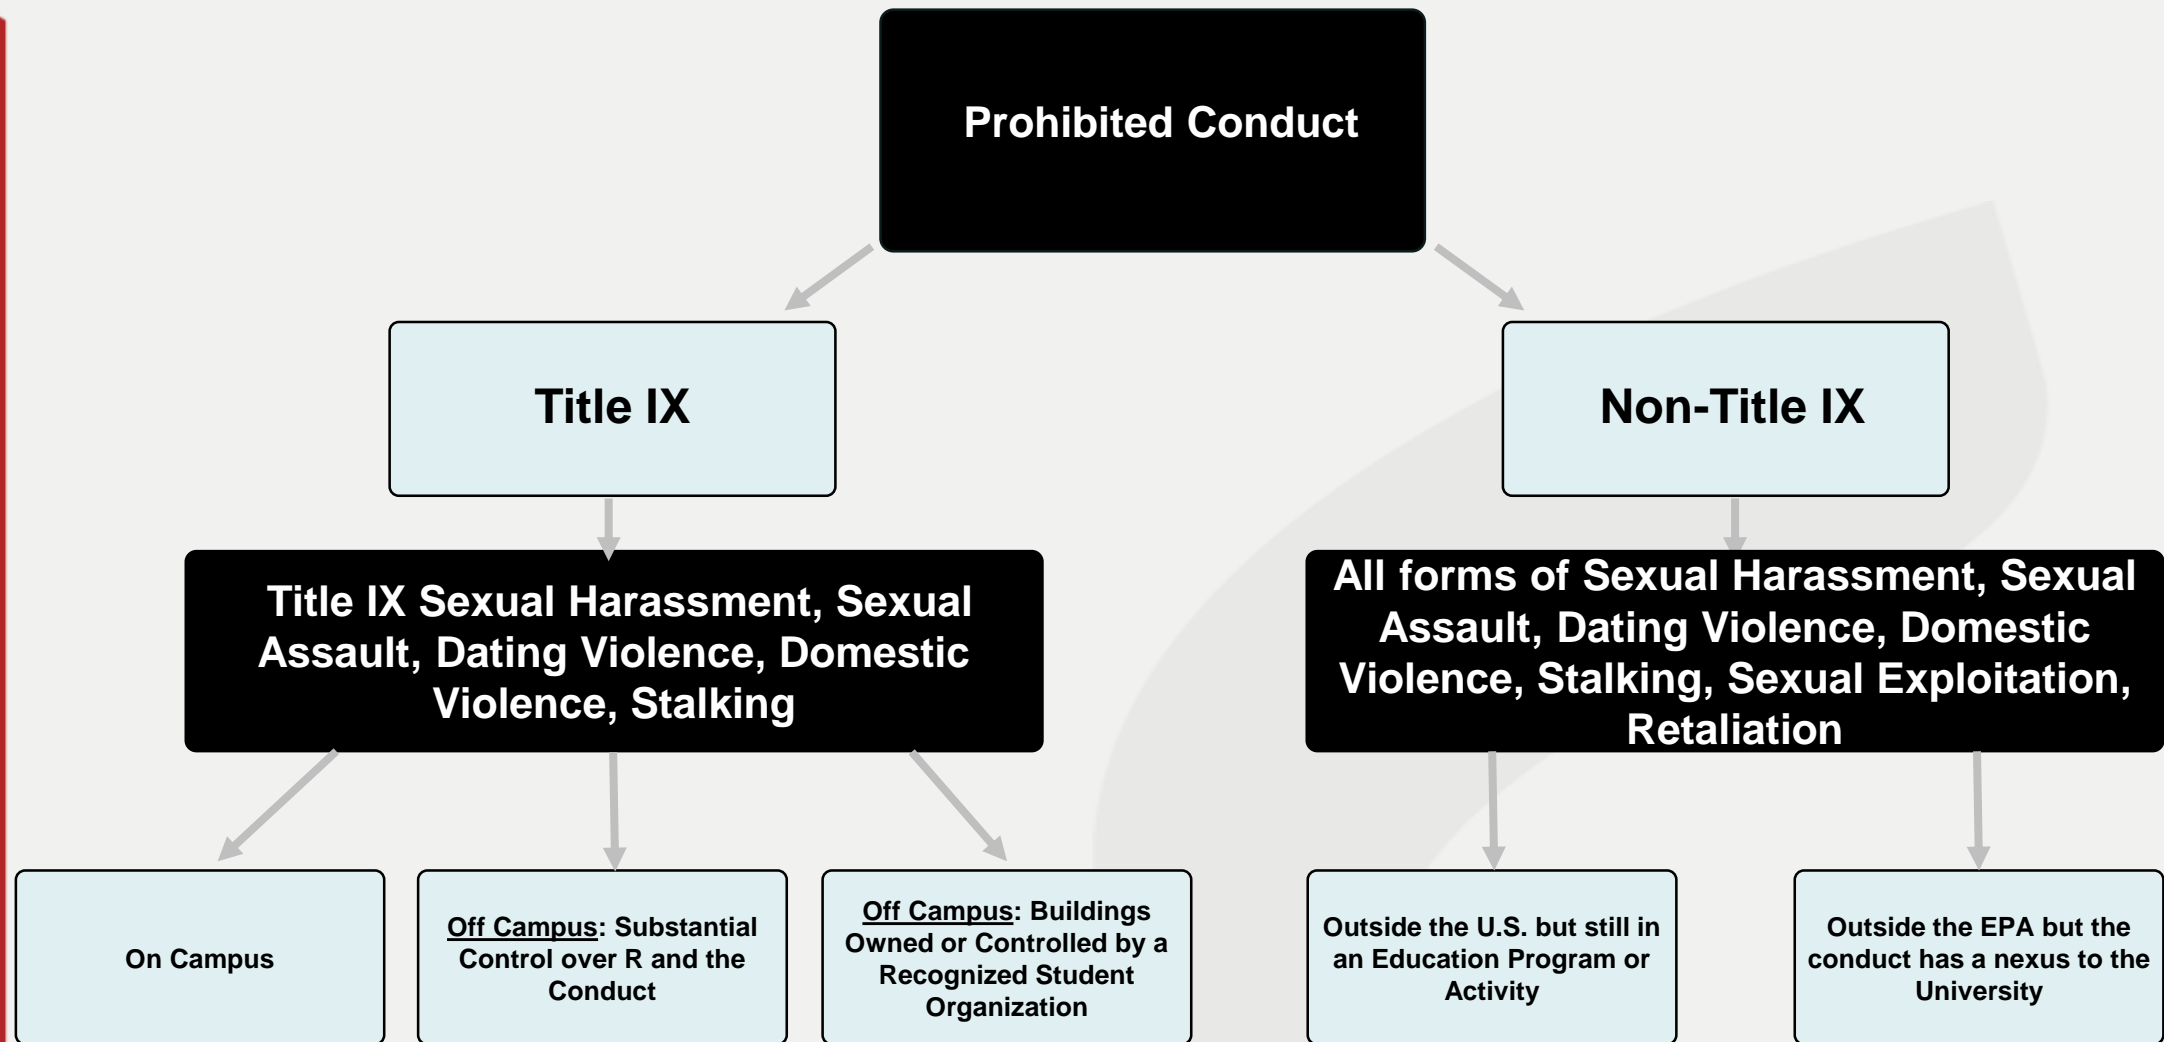 Prohibited Conduct
Title IX
Non-Title IX
Title IX Sexual Harassment, Sexual
Assault, Dating Violence, Domestic
Violence, Stalking
All forms of Sexual Harassment, Sexual
Assault, Dating Violence, Domestic
Violence, Stalking, Sexual Exploitation,
Retaliation
On Campus
Off Campus: Substantial
Control over R and the
Conduct
Off Campus: Buildings
Owned or Controlled by a
Recognized Student
Organization
Outside the U.S. but still in
an Education Program or
Activity
Outside the EPA but the
conduct has a nexus to the
University